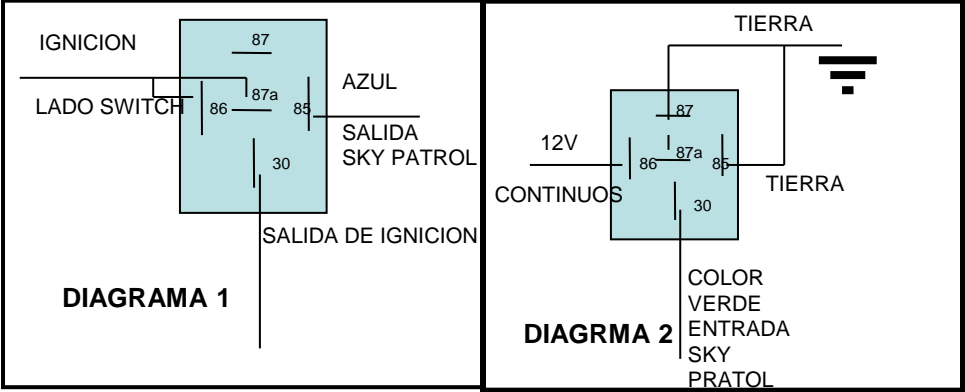 IGNICION
87
LADO SWITCH
86
87a
85
AZUL
SALIDA
SKY PATROL
30
SALIDA DE IGNICION
DIAGRAMA 1
TIERRA
87
12V
86
87a
85
CONTINUOS
TIERRA
30
COLOR
VERDE
ENTRADA
SKY
PRATOL
DIAGRMA 2